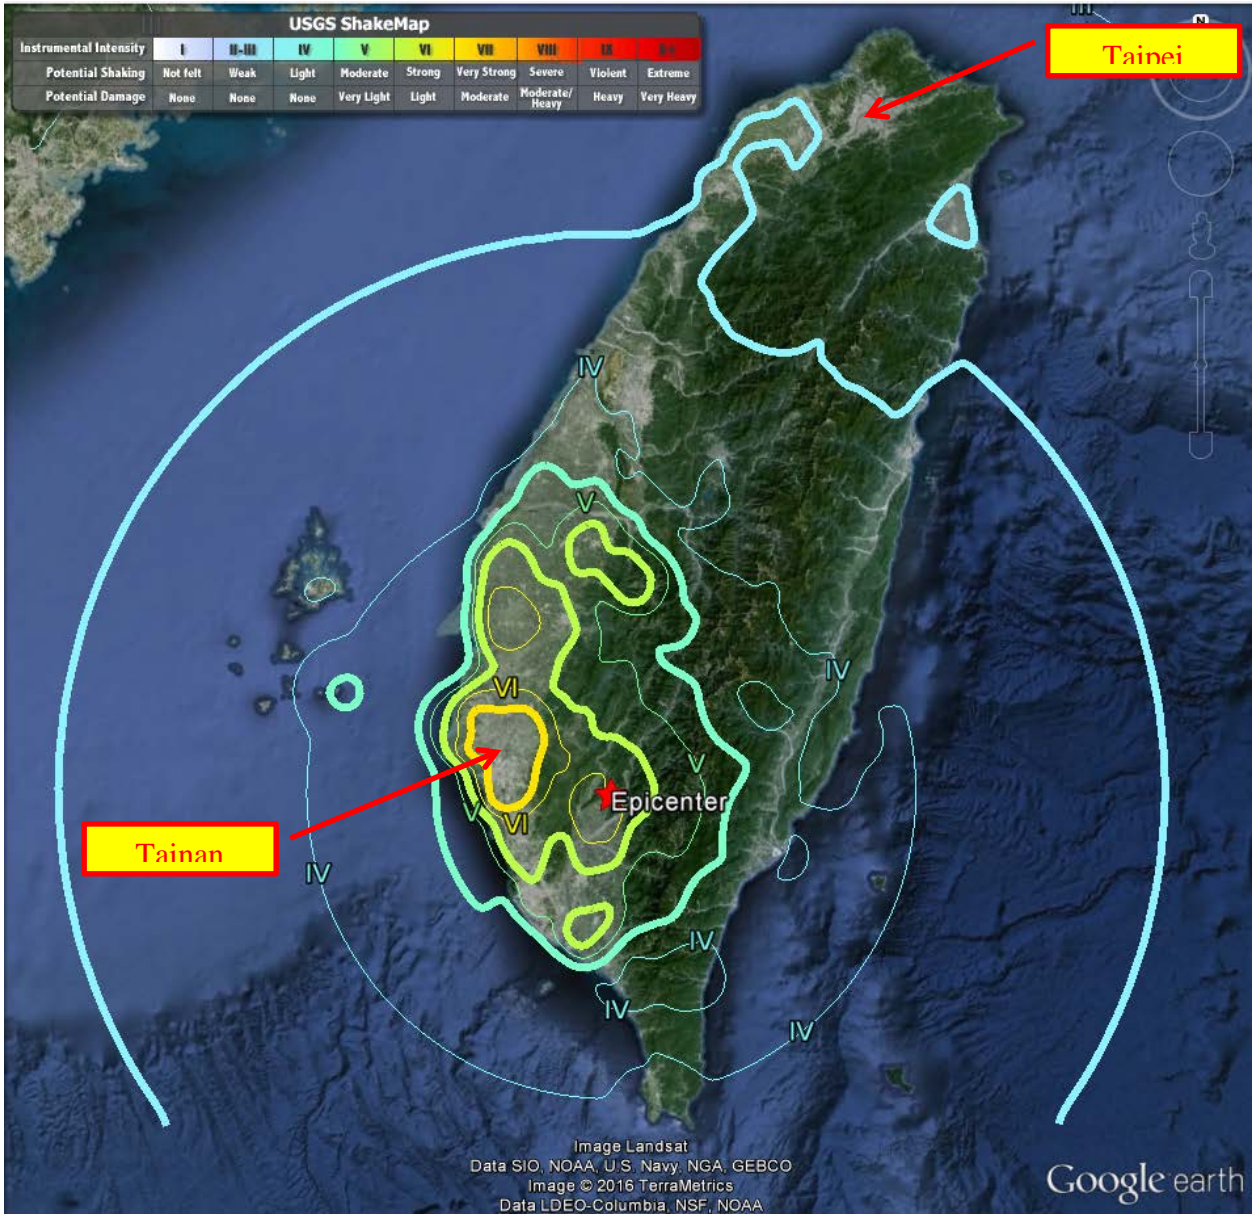 USGS ShakeMap
Instrumental Intensity I II-III IV V VI VII VIII IX X+
Potential Shaking Not felt Weak Light Moderate Strong Very Strong Severe Violent Extreme
Potential Damage None None None Very Light Light Moderate Moderate/ Heavy Heavy Very Heavy
III
N
Taipei
IV
V
IV
VI
V
Epicenter
V
VI
Tainan
IV
IV
IV
IV
Image Landsat
Data SIO, NOAA, U.S. Navy, NGA, GEBCO
Image © 2016 TerraMetrics
Data LDEO-Columbia, NSF, NOAA
Google earth